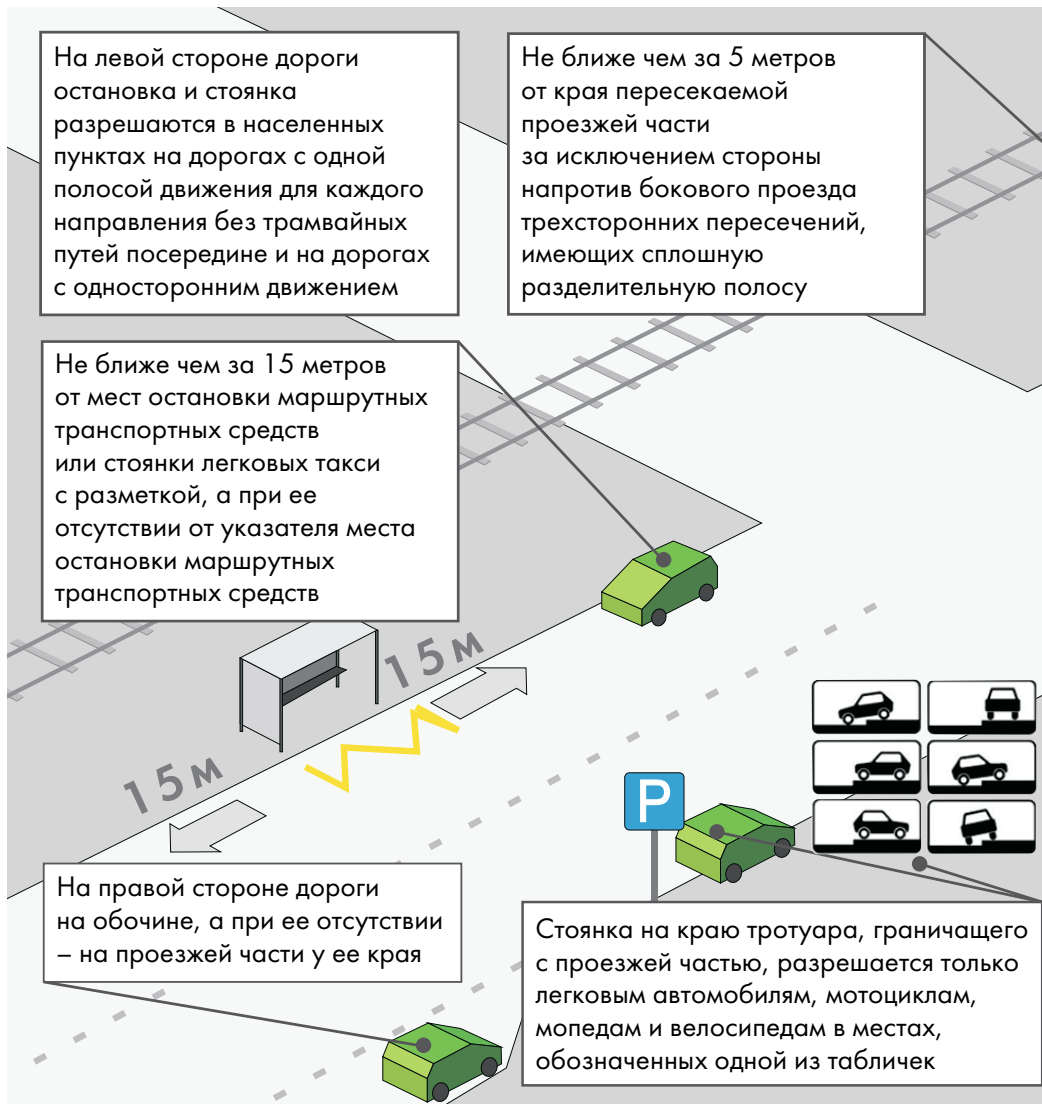 На левой стороне дороги
остановка и стоянка
разрешаются в населенных
пунктах на дорогах с одной
полосой движения для каждого
направления без трамвайных
путей посередине и на дорогах
с односторонним движением
Не ближе чем за 5 метров
от края пересекаемой
проезжей части
за исключением стороны
напротив бокового проезда
трехсторонних пересечений,
имеющих сплошную
разделительную полосу
Не ближе чем за 15 метров
от мест остановки маршрутных
транспортных средств
или стоянки легковых такси
с разметкой, а при ее
отсутствии от указателя места
остановки маршрутных
транспортных средств
15м
15м
P
На правой стороне дороги
на обочине, а при ее отсутствии
– на проезжей части у ее края
Стоянка на краю тротуара, граничащего
с проезжей частью, разрешается только
легковым автомобилям, мотоциклам,
мопедам и велосипедам в местах,
обозначенных одной из табличек